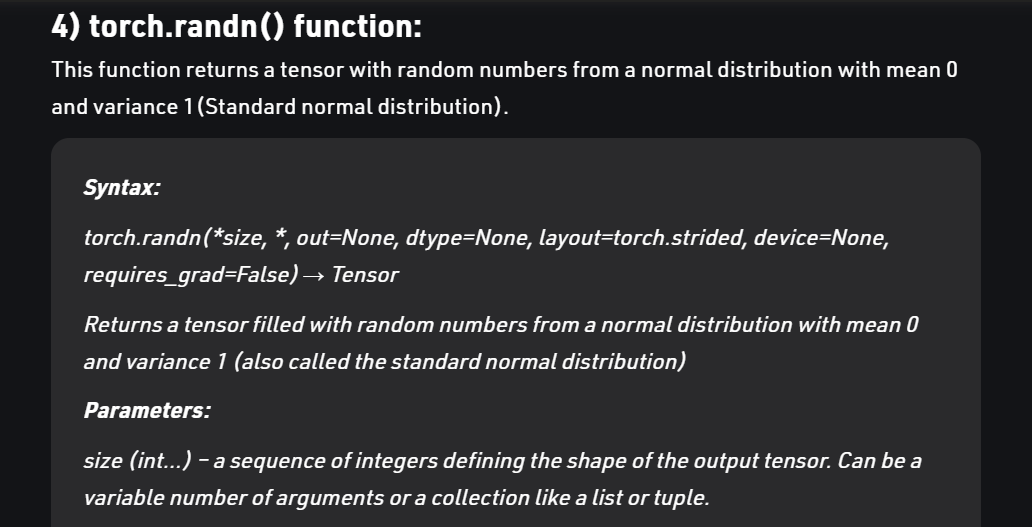 4) torch.randn() function:
This function returns a tensor with random numbers from a normal distribution with mean 0
and variance 1 (Standard normal distribution).
Syntax:
torch.randn(*size, *, out=None, dtype=None, layout=torch.strided, device=None,
requires_grad=False) → Tensor
Returns a tensor filled with random numbers from a normal distribution with mean 0
and variance 1 (also called the standard normal distribution)
Parameters:
size (int...) – a sequence of integers defining the shape of the output tensor. Can be a
variable number of arguments or a collection like a list or tuple.